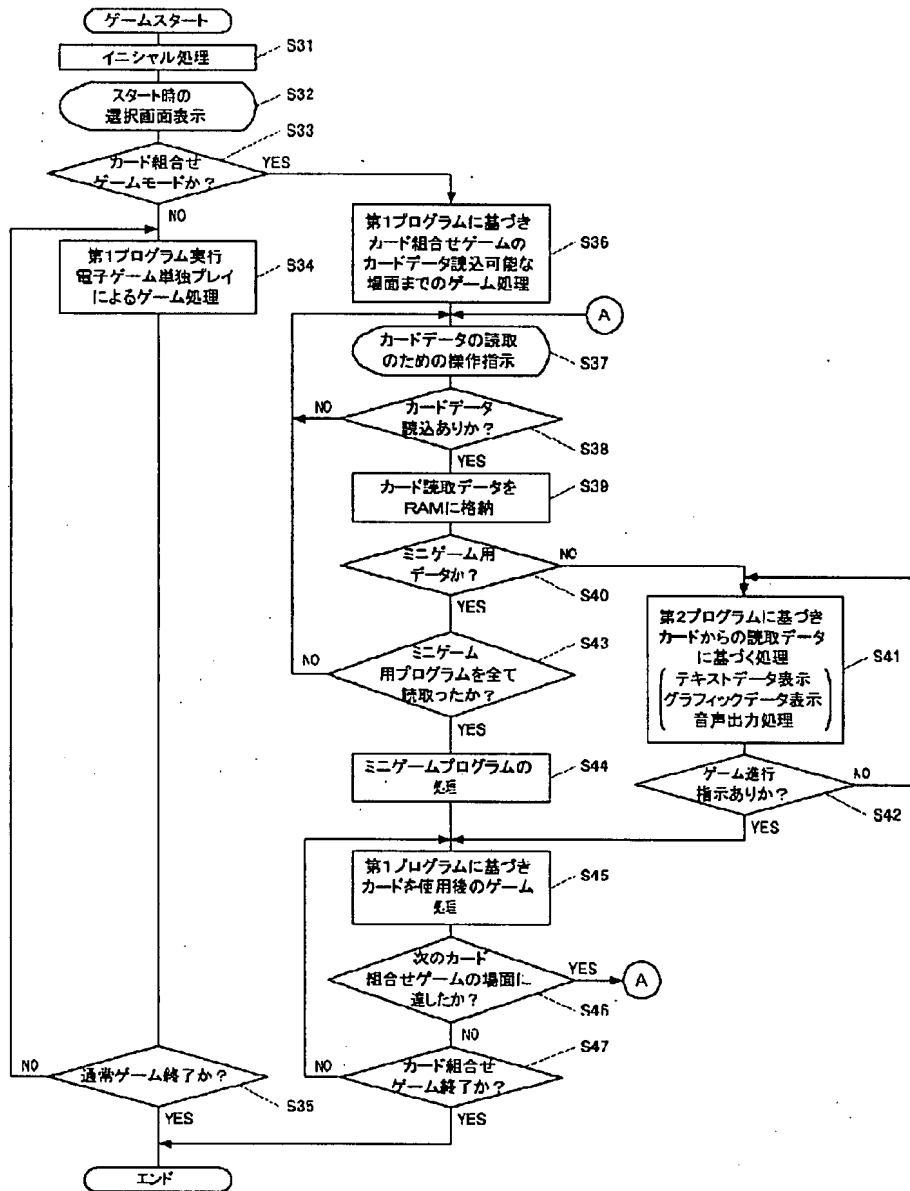 ゲームスタート
イニシャル処理
S31
スタート時の
選択画面表示
S32
カード組合せ
ゲームモードか？
S33
YES
NO
第1プログラム実行
電子ゲーム単独プレイ
によるゲーム処理
S34
第1プログラムに基づき
カード組合せゲームの
カードデータ読込可能な
場面までのゲーム処理
S36
A
カードデータの読取
のための操作指示
S37
カードデータ
読込ありか？
S38
NO
YES
カード読取データを
RAMに格納
S39
ミニゲーム用
データか？
S40
NO
YES
ミニゲーム
用プログラムを全て
読取ったか？
S43
NO
YES
第2プログラムに基づき
カードからの読取データ
に基づく処理
テキストデータ表示
グラフィックデータ表示
音声出力処理
S41
ゲーム進行
指示ありか？
S42
NO
YES
ミニゲームプログラムの
処理
S44
第1プログラムに基づき
カードを使用後のゲーム
処理
S45
次のカード
組合せゲームの場面に
達したか？
S46
YES
A
NO
カード組合せ
ゲーム終了か？
S47
NO
YES
通常ゲーム終了か？
S35
NO
YES
エンド